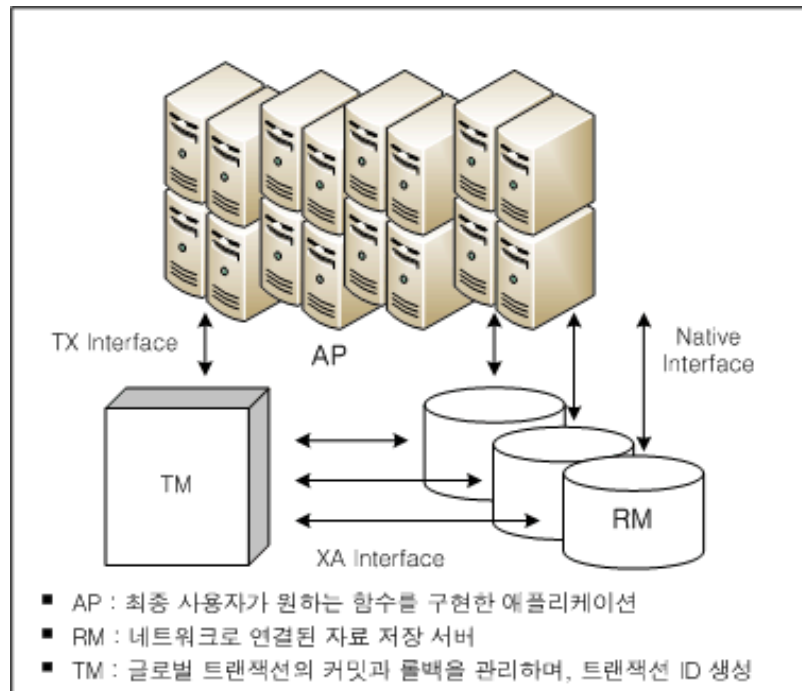 TX Interface
AP
Native
Interface
TM
RM
XA Interface
■ AP : 최종 사용자가 원하는 함수를 구현한 애플리케이션
■ RM : 네트워크로 연결된 자료 저장 서버
■ TM : 글로벌 트랜잭션의 커밋과 롤백을 관리하며, 트랜잭션 ID 생성